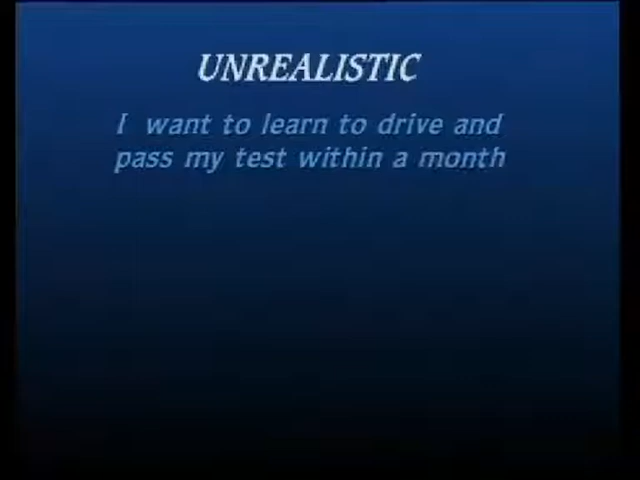 UNREALISTIC
I want to learn to drive and
pass my test within a month